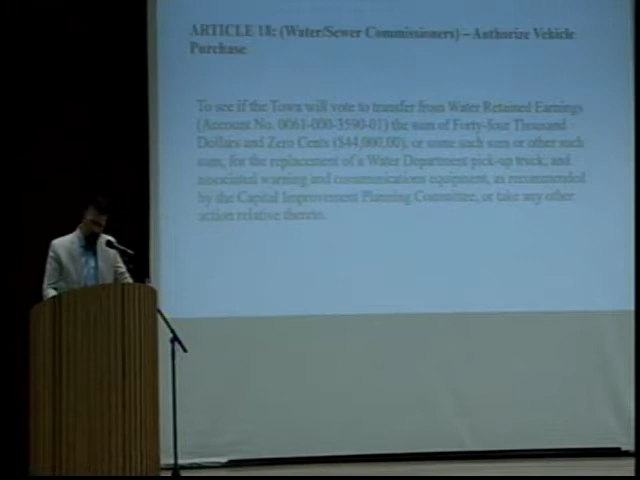 ARTICLE 18: (Water/Sewer Commissioners) – Authorize Vehicle
Purchase
To see if the Town will vote to transfer from Water Retained Earnings
(Account No. 0061-000-3590-01) the sum of Forty-four Thousand
Dollars and Zero Cents ($44,000.00), or some such sum or other such
sum, for the replacement of a Water Department pick-up truck, and
associated warning and communications equipment, as recommended
by the Capital Improvement Planning Committee, or take any other
action relative thereto.